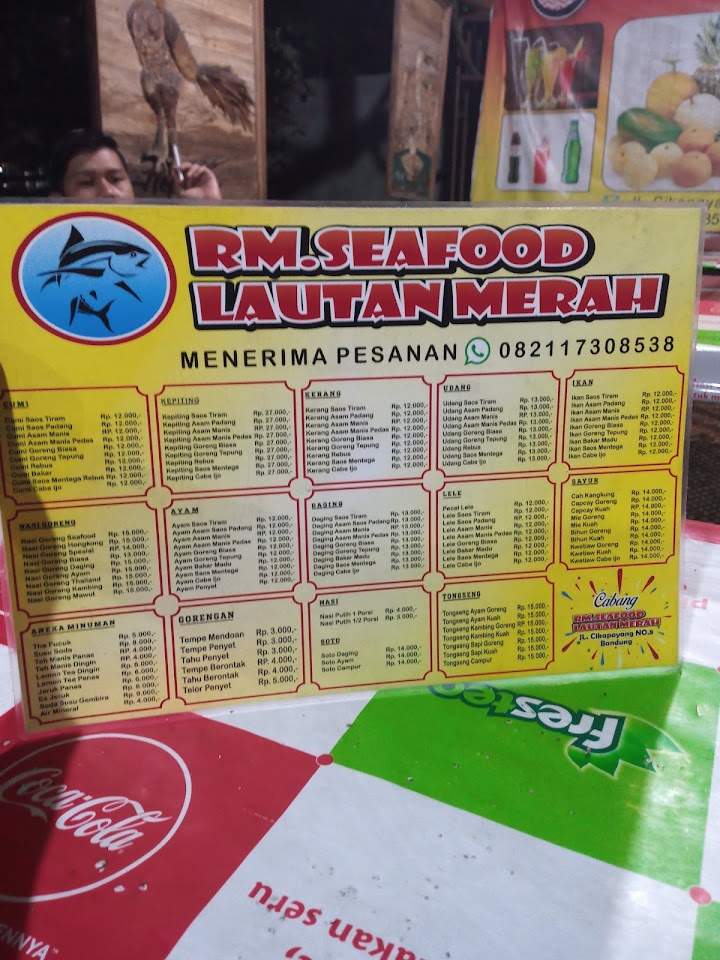 RM.SEAFOOD
LAUTAN MERAH
MENERIMA PESANAN 082117308538
CUMI
Cumi Saos Tiram Rp. 12.000,-
Cumi Saos Padang Rp. 12.000,-
Cumi Asam Manis Rp. 12.000,-
Cumi Asam Manis Pedas Rp. 12.000,-
Cumi Goreng Biasa Rp. 12.000,-
Cumi Goreng Tepung Rp. 12.000,-
Cumi Rebus Rp. 12.000,-
Cumi Bakar Rp. 12.000,-
Cumi Saos Mentega Rebus Rp. 12.000,-
Cumi Cabe Ijo Rp. 12.000,-
KEPITING
Kepiting Saos Tiram Rp. 27.000,-
Kepiting Asam Padang Rp. 27.000,-
Kepiting Asam Manis Rp. 27.000,-
Kepiting Asam Manis Pedas Rp. 27.000,-
Kepiting Goreng Biasa Rp. 27.000,-
Kepiting Goreng Tepung Rp. 27.000,-
Kepiting Rebus Rp. 27.000,-
Kepiting Saos Mentega Rp. 27.000,-
Kepiting Cabe Ijo Rp. 27.000,-
KERANG
Kerang Saos Tiram Rp. 12.000,-
Kerang Asam Padang Rp. 12.000,-
Kerang Asam Manis Rp. 12.000,-
Kerang Asam Manis Pedas Rp. 12.000,-
Kerang Goreng Biasa Rp. 12.000,-
Kerang Goreng Tepung Rp. 12.000,-
Kerang Rebus Rp. 12.000,-
Kerang Saos Mentega Rp. 12.000,-
Kerang Cabe Ijo Rp. 12.000,-
UDANG
Udang Saos Tiram Rp. 13.000,-
Udang Asam Padang Rp. 13.000,-
Udang Asam Manis Rp. 13.000,-
Udang Asam Manis Pedas Rp. 13.000,-
Udang Goreng Biasa Rp. 13.000,-
Udang Goreng Tepung Rp. 13.000,-
Udang Rebus Rp. 13.000,-
Udang Saos Mentega Rp. 13.000,-
Udang Cabe Ijo Rp. 13.000,-
IKAN
Ikan Saos Tiram Rp. 12.000,-
Ikan Asam Padang Rp. 12.000,-
Ikan Asam Manis Rp. 12.000,-
Ikan Asam Manis Pedas Rp. 12.000,-
Ikan Goreng Biasa Rp. 12.000,-
Ikan Goreng Tepung Rp. 12.000,-
Ikan Bakar Madu Rp. 12.000,-
Ikan Saos Mentega Rp. 12.000,-
Ikan Cabe Ijo Rp. 12.000,-
NASI GORENG
Nasi Goreng Seafood Rp. 15.000,-
Nasi Goreng Hongkong Rp. 15.000,-
Nasi Goreng Spesial RP. 14.000,-
Nasi Goreng Biasa Rp. 13.000,-
Nasi Goreng Daging Rp. 15.000,-
Nasi Goreng Ayam Rp. 15.000,-
Nasi Goreng Thailand Rp. 15.000,-
Nasi Goreng Kambing Rp. 15.000,-
Nasi Goreng Mawut Rp. 15.000,-
AYAM
Ayam Saos Tiram Rp. 12.000,-
Ayam Asam Saos Padang Rp. 12.000,-
Ayam Asam Manis Rp. 12.000,-
Ayam Asam Manis Pedas Rp. 12.000,-
Ayam Goreng Biasa Rp. 12.000,-
Ayam Goreng Tepung Rp. 12.000,-
Ayam Bakar Madu Rp. 12.000,-
Ayam Saos Mentega Rp. 12.000,-
Ayam Cabe Ijo Rp. 12.000,-
Ayam Penyet Rp. 12.000,-
DAGING
Daging Saos Tiram Rp. 13.000,-
Daging Asam Saos Padang Rp. 13.000,-
Daging Asam Manis Rp. 13.000,-
Daging Asam Manis Pedas Rp. 13.000,-
Daging Goreng Biasa Rp. 13.000,-
Daging Goreng Tepung Rp. 13.000,-
Daging Bakar Madu Rp. 13.000,-
Daging Saos Mentega Rp. 13.000,-
Daging Cabe Ijo Rp. 13.000,-
LELE
Pecel Lele Rp. 12.000,-
Lele Saos Tiram Rp. 12.000,-
Lele Saos Padang Rp. 12.000,-
Lele Asam Manis Rp. 12.000,-
Lele Asam Manis Pedas Rp. 12.000,-
Lele Goreng Biasa Rp. 12.000,-
Lele Bakar Madu Rp. 12.000,-
Lele Saos Mentega Rp. 12.000,-
Lele Cabe Ijo Rp. 12.000,-
SAYUR
Cah Kangkung Rp. 14.000,-
Capcay Goreng Rp. 14.000,-
Capcay Kuah RP. 14.000,-
Mie Goreng Rp. 14.000,-
Mie Kuah Rp. 14.000,-
Bihun Goreng Rp. 14.000,-
Bihun Kuah Rp. 14.000,-
Kwetiaw Goreng Rp. 14.000,-
Kwetiaw Kuah Rp. 14.000,-
Kwetiaw Cabe Ijo Rp. 14.000,-
ANEKA MINUMAN
The Pucuk Rp. 5.000,-
Susu Soda Rp. 8.000,-
Teh Manis Panas RP. 4.000,-
Teh Manis Dingin Rp. 5.000,-
Lemon Tea Dingin Rp. 6.000,-
Lemon Tea Panas Rp. 5.000,-
Jeruk Panas Rp. 6.000,-
Es Jeruk Rp. 6.000,-
Soda Susu Gembira Rp. 9.000,-
Air Mineral Rp. 4.000,-
GORENGAN
Tempe Mendoan Rp. 3.000,-
Tempe Penyet Rp. 3.000,-
Tahu Penyet Rp. 3.000,-
Tempe Berontak RP. 4.000,-
Tahu Berontak Rp. 4.000,-
Telor Penyet Rp. 5.000,-
NASI
Nasi Putih 1 Porsi Rp. 4.000,-
Nasi Putih 1/2 Porsi Rp. 3.000,-
SOTO
Soto Daging Rp. 14.000,-
Soto Ayam Rp. 14.000,-
Soto Campur Rp. 14.000,-
TONGSENG
Tongseng Ayam Goreng Rp. 15.000,-
Tongseng Ayam Kuah Rp. 15.000,-
Tongseng Kambing Goreng RP. 15.000,-
Tongseng Kambing Kuah Rp. 15.000,-
Tongseng Sapi Goreng Rp. 15.000,-
Tongseng Sapi Kuah Rp. 15.000,-
Tongseng Campur Rp. 15.000,-
Cabang
RM.SEAFOOD
LAUTAN MERAH
JL. Cikapayang NO.9
Bandung
frestea
Coca-Cola
makan seru